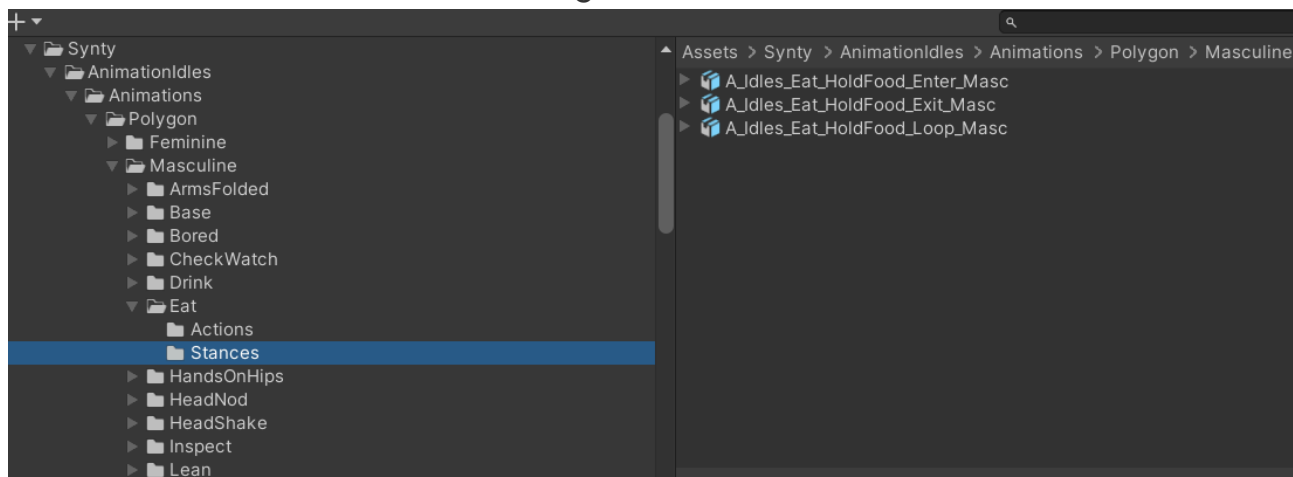 Synty
AnimationIdles
Animations
Polygon
Feminine
Masculine
ArmsFolded
Base
Bored
CheckWatch
Drink
Eat
Actions
Stances
HandsOnHips
HeadNod
HeadShake
Inspect
Lean
Assets > Synty > AnimationIdles > Animations > Polygon > Masculine
A_Idles_Eat_HoldFood_Enter_Masc
A_Idles_Eat_HoldFood_Exit_Masc
A_Idles_Eat_HoldFood_Loop_Masc